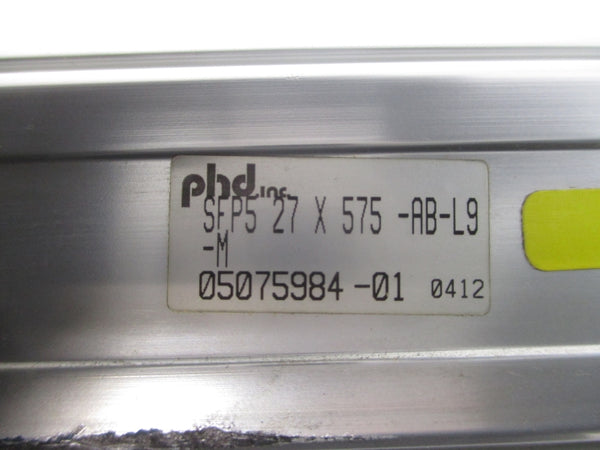 phd, inc.
SFP5 27 X 575 -AB-L9
-M
05075984-01 0412